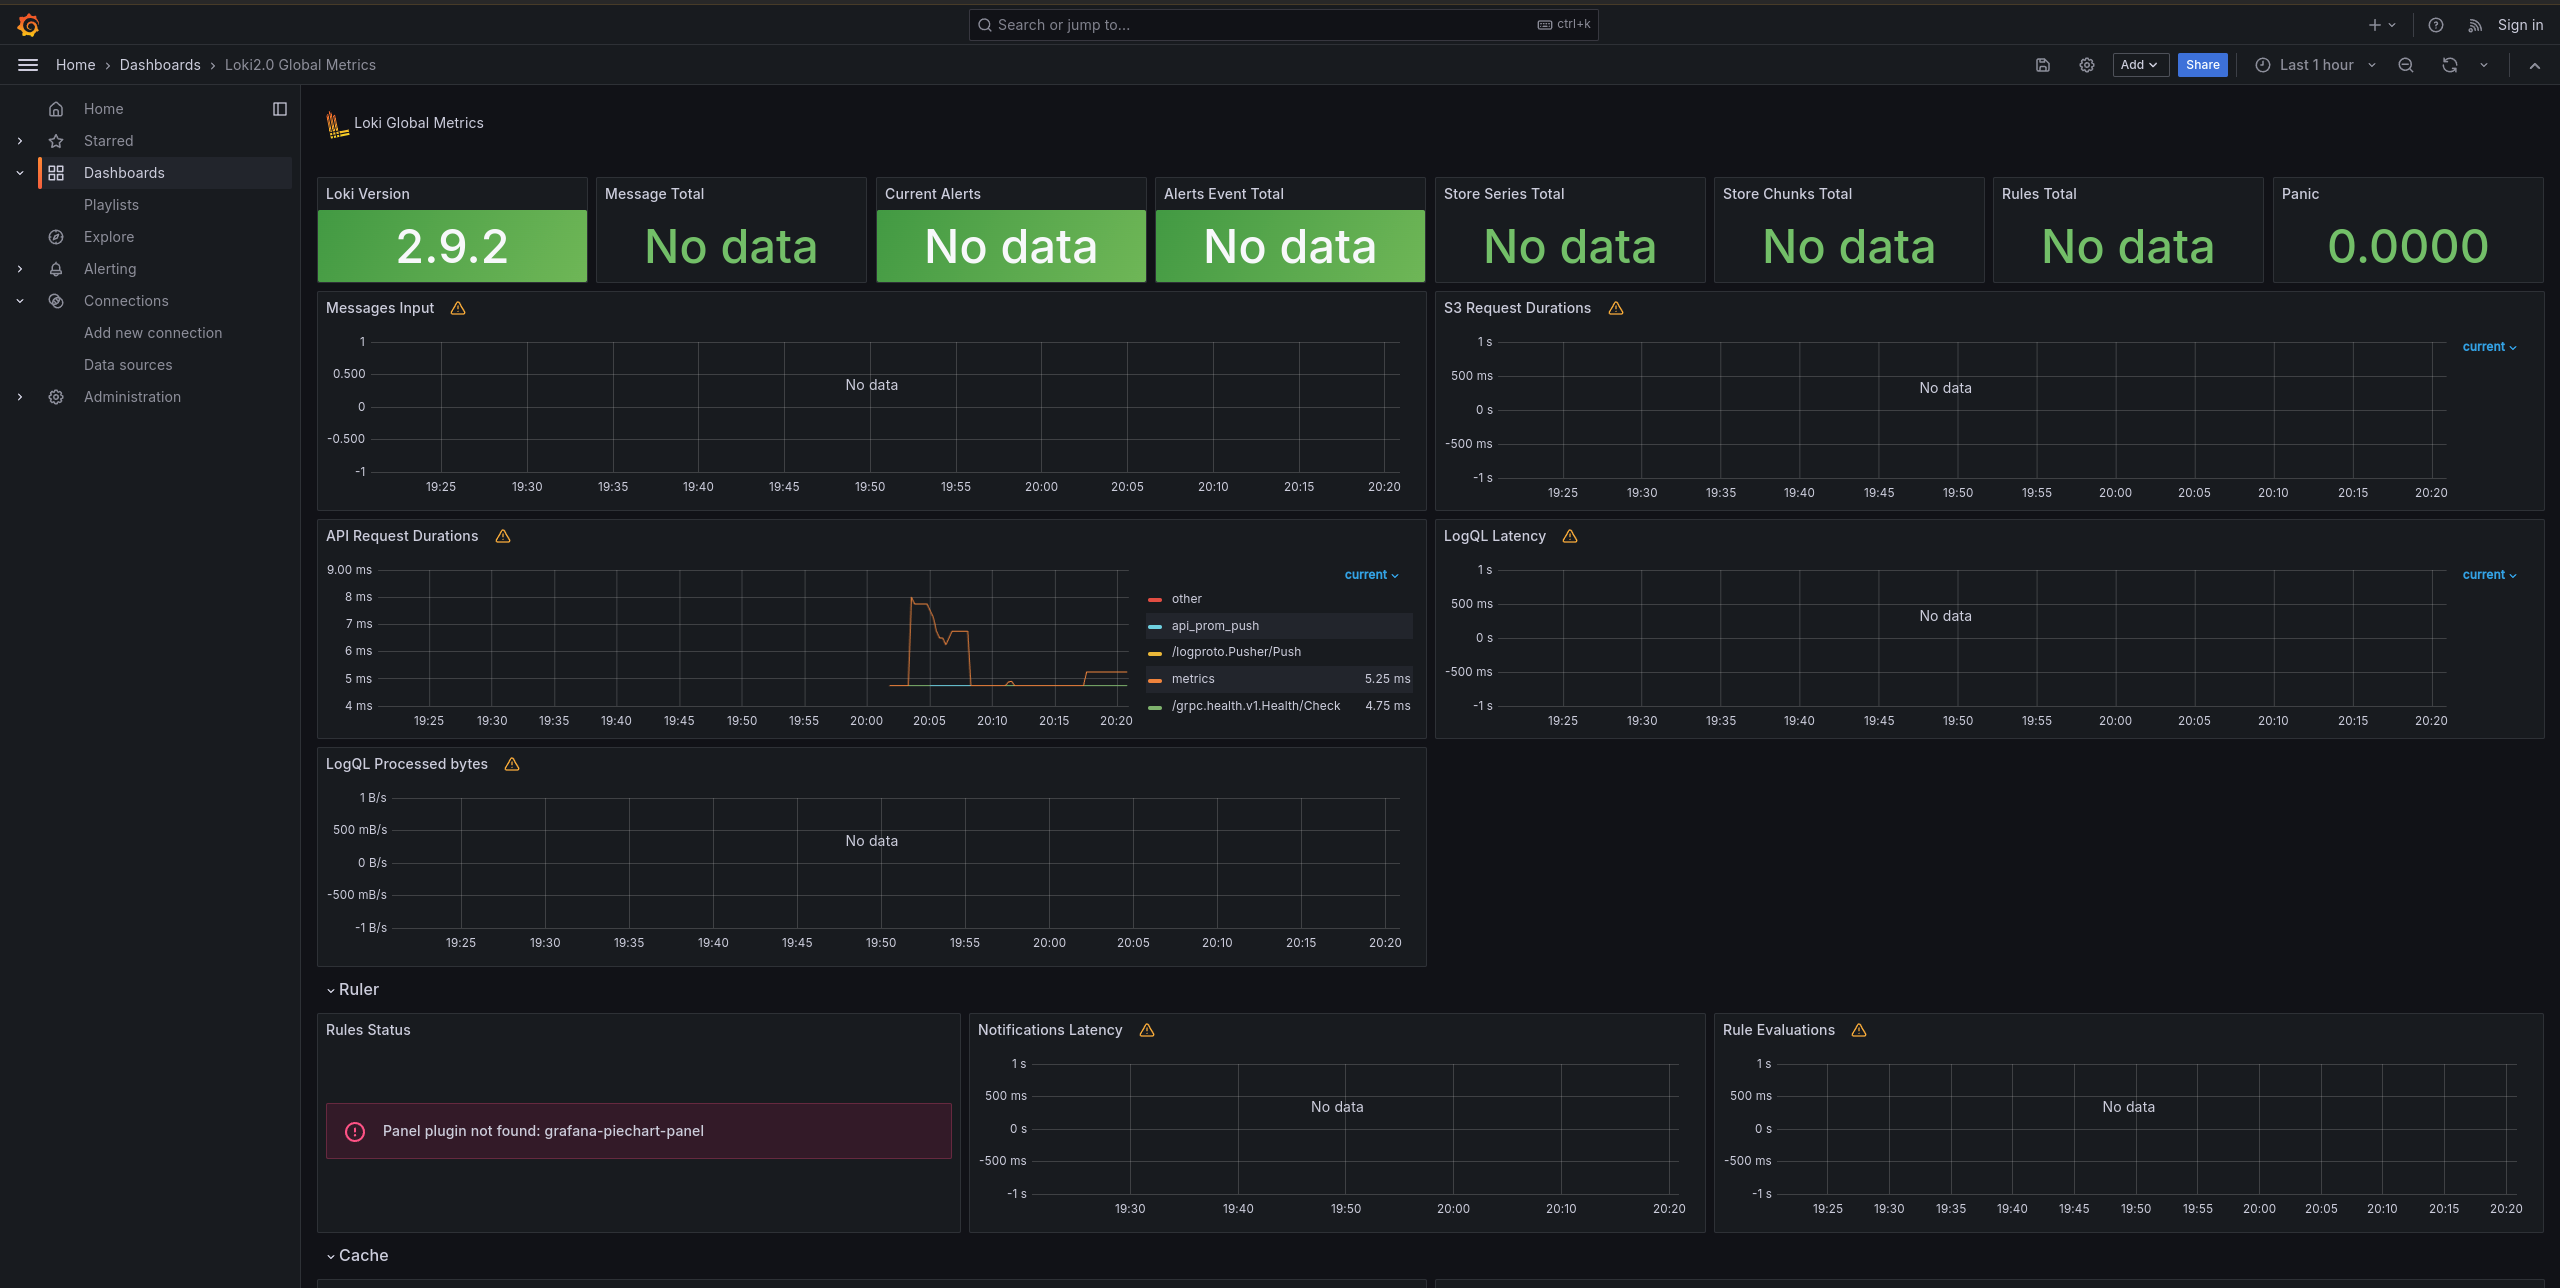 Search or jump to...
ctrl+k
Sign in
Home › Dashboards › Loki2.0 Global Metrics
Add
Share
Last 1 hour
Home
Starred
Dashboards
Playlists
Explore
Alerting
Connections
Add new connection
Data sources
Administration
Loki Global Metrics
Loki Version
2.9.2
Message Total
No data
Current Alerts
No data
Alerts Event Total
No data
Store Series Total
No data
Store Chunks Total
No data
Rules Total
No data
Panic
0.0000
Messages Input
1
0.500
0
-0.500
-1
No data
19:25 19:30 19:35 19:40 19:45 19:50 19:55 20:00 20:05 20:10 20:15 20:20
S3 Request Durations
1 s
500 ms
0 s
-500 ms
-1 s
No data
19:25 19:30 19:35 19:40 19:45 19:50 19:55 20:00 20:05 20:10 20:15 20:20
current
API Request Durations
9.00 ms
8 ms
7 ms
6 ms
5 ms
4 ms
19:25 19:30 19:35 19:40 19:45 19:50 19:55 20:00 20:05 20:10 20:15 20:20
current
other
api_prom_push
/logproto.Pusher/Push
metrics 5.25 ms
/grpc.health.v1.Health/Check 4.75 ms
LogQL Latency
1 s
500 ms
0 s
-500 ms
-1 s
No data
19:25 19:30 19:35 19:40 19:45 19:50 19:55 20:00 20:05 20:10 20:15 20:20
current
LogQL Processed bytes
1 B/s
500 mB/s
0 B/s
-500 mB/s
-1 B/s
No data
19:25 19:30 19:35 19:40 19:45 19:50 19:55 20:00 20:05 20:10 20:15 20:20
Ruler
Rules Status
Panel plugin not found: grafana-piechart-panel
Notifications Latency
1 s
500 ms
0 s
-500 ms
-1 s
No data
19:30 19:40 19:50 20:00 20:10 20:20
Rule Evaluations
1 s
500 ms
0 s
-500 ms
-1 s
No data
19:25 19:30 19:35 19:40 19:45 19:50 19:55 20:00 20:05 20:10 20:15 20:20
Cache